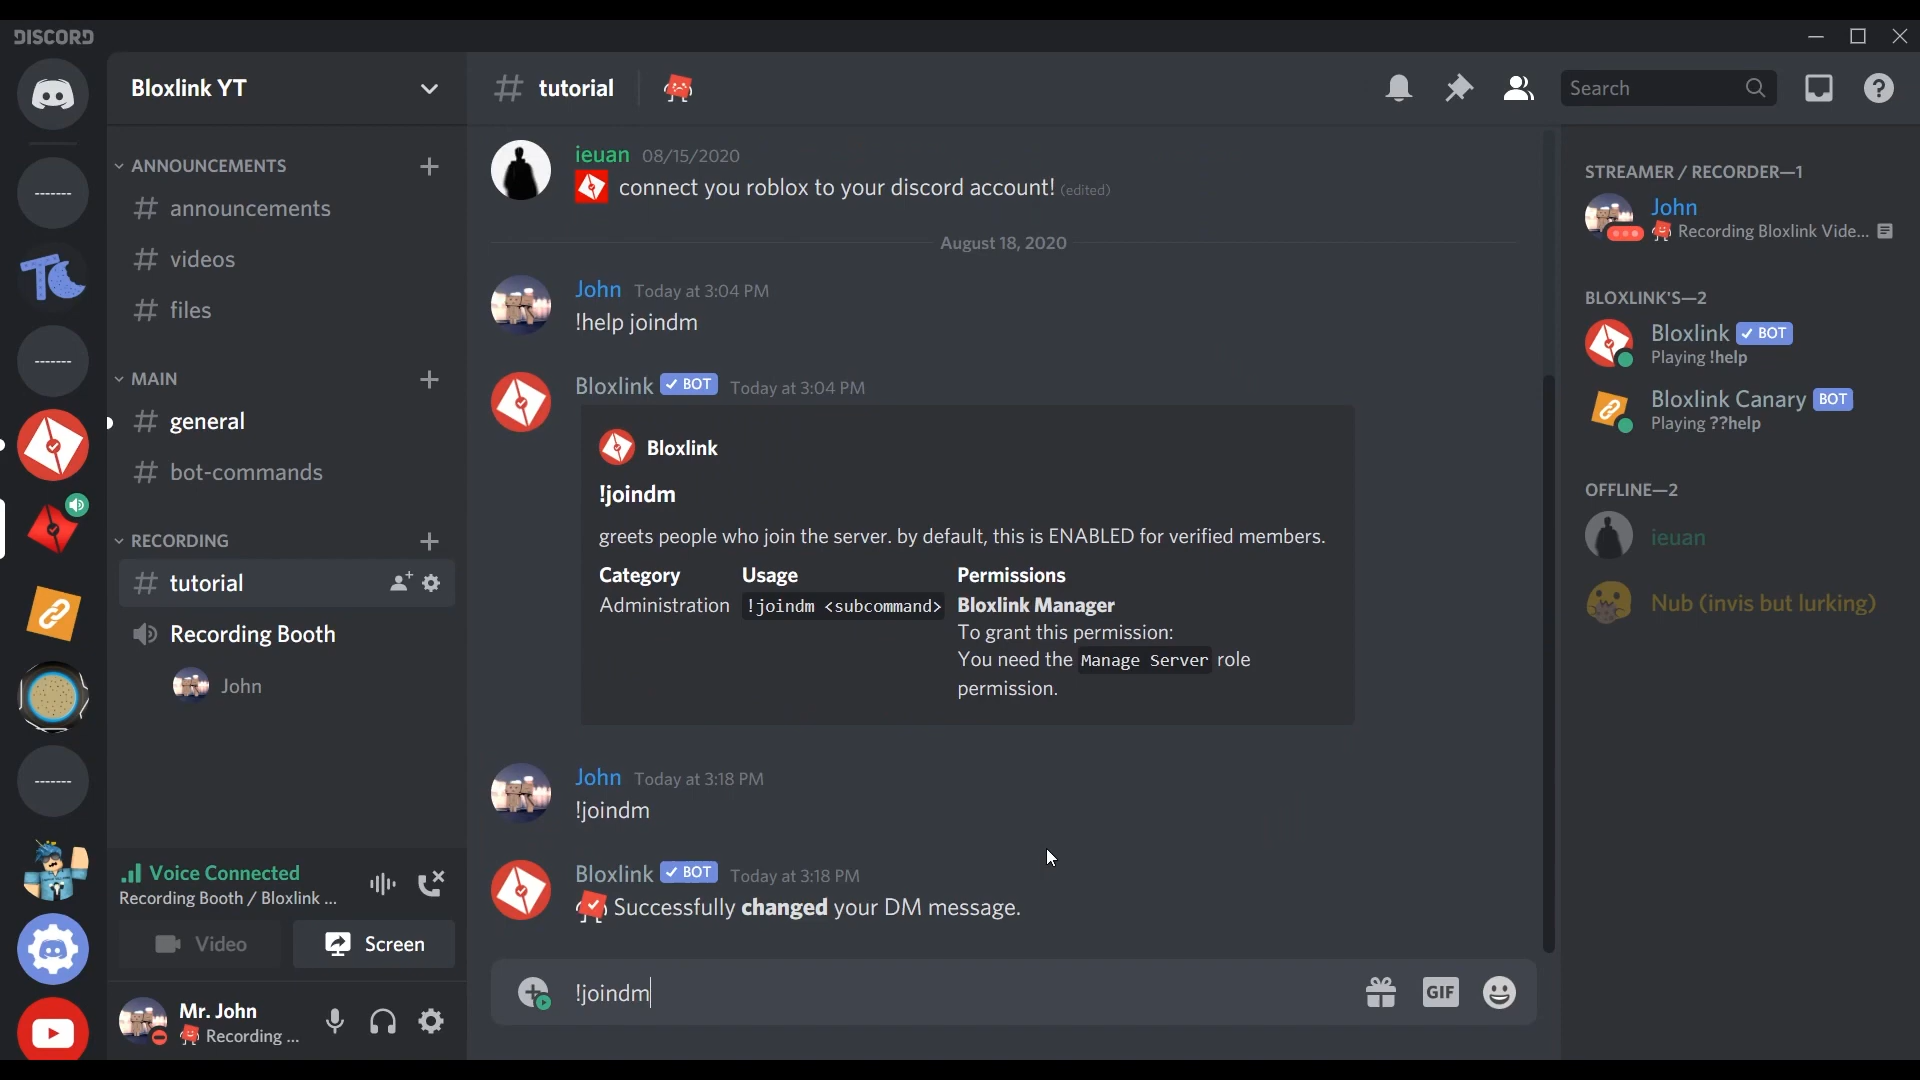 DISCORD
Bloxlink YT
tutorial
Search
ANNOUNCEMENTS
announcements
videos
files
MAIN
general
bot-commands
RECORDING
tutorial
Recording Booth
John
Voice Connected
Recording Booth / Bloxlink ...
Video
Screen
Mr. John
Recording ...
ieuan 08/15/2020
connect you roblox to your discord account! (edited)
August 18, 2020
John Today at 3:04 PM
!help joindm
Bloxlink ✓ BOT Today at 3:04 PM
Bloxlink
!joindm
greets people who join the server. by default, this is ENABLED for verified members.
Category Usage Permissions
Administration !joindm <subcommand> Bloxlink Manager
To grant this permission:
You need the Manage Server role
permission.
John Today at 3:18 PM
!joindm
Bloxlink ✓ BOT Today at 3:18 PM
Successfully changed your DM message.
!joindm
GIF
STREAMER / RECORDER—1
John
Recording Bloxlink Vide...
BLOXLINK'S—2
Bloxlink ✓ BOT
Playing !help
Bloxlink Canary BOT
Playing ??help
OFFLINE—2
ieuan
Nub (invis but lurking)
-------
TC
-------
-------